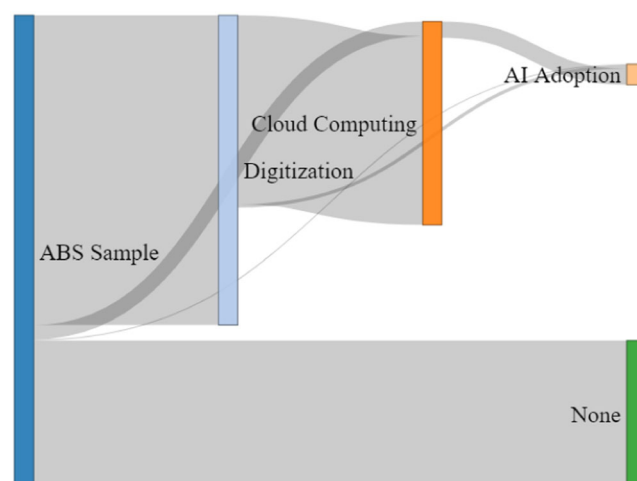 AI Adoption
Cloud Computing
Digitization
ABS Sample
None